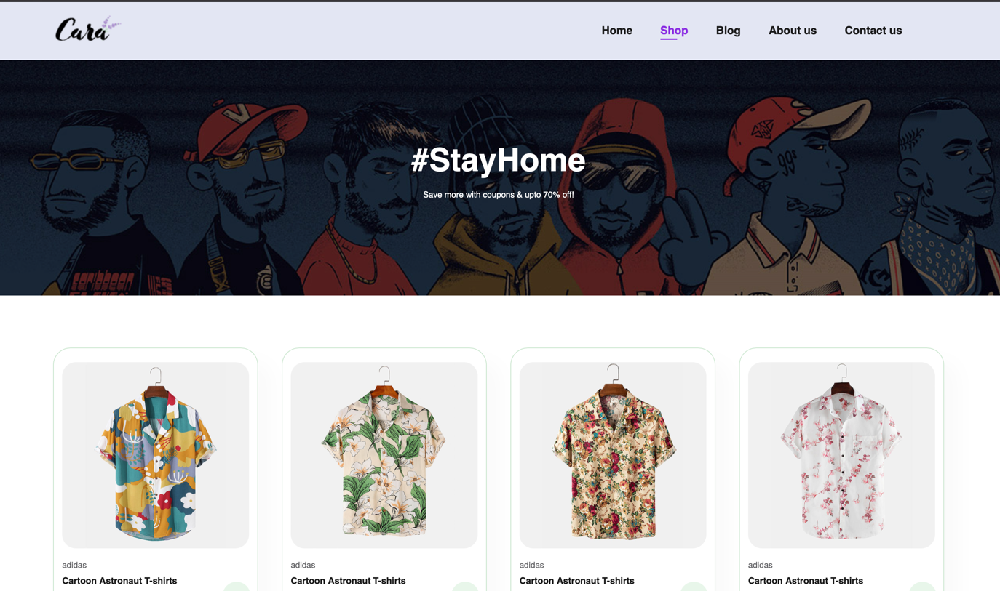 Cara
Home Shop Blog About us Contact us
#StayHome
Save more with coupons & upto 70% off!
adidas adidas adidas adidas
Cartoon Astronaut T-shirts Cartoon Astronaut T-shirts Cartoon Astronaut T-shirts Cartoon Astronaut T-shirts